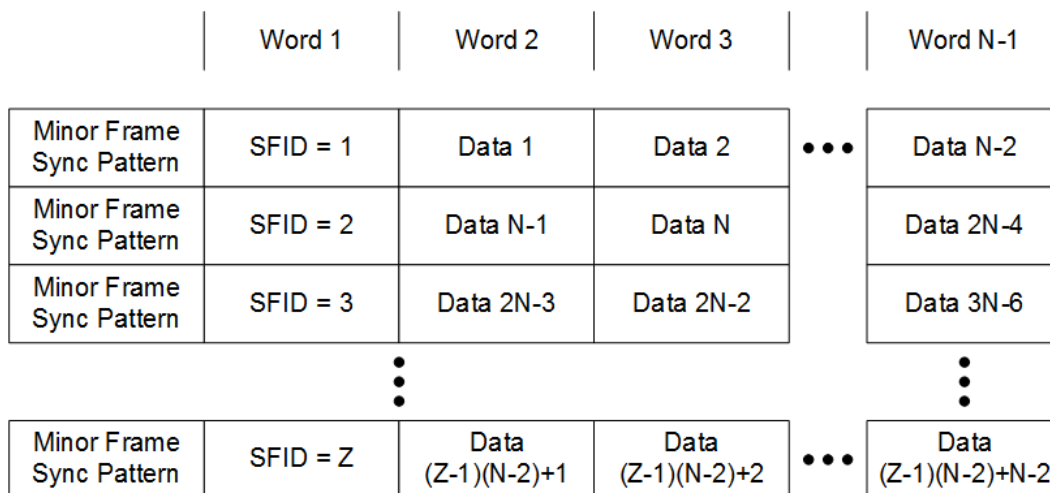 Word 1
Word 2
Word 3
Word N-1
Minor Frame
Sync Pattern
SFID = 1
Data 1
Data 2
Data N-2
Minor Frame
Sync Pattern
SFID = 2
Data N-1
Data N
Data 2N-4
Minor Frame
Sync Pattern
SFID = 3
Data 2N-3
Data 2N-2
Data 3N-6
Minor Frame
Sync Pattern
SFID = Z
Data
(Z-1)(N-2)+1
Data
(Z-1)(N-2)+2
Data
(Z-1)(N-2)+N-2